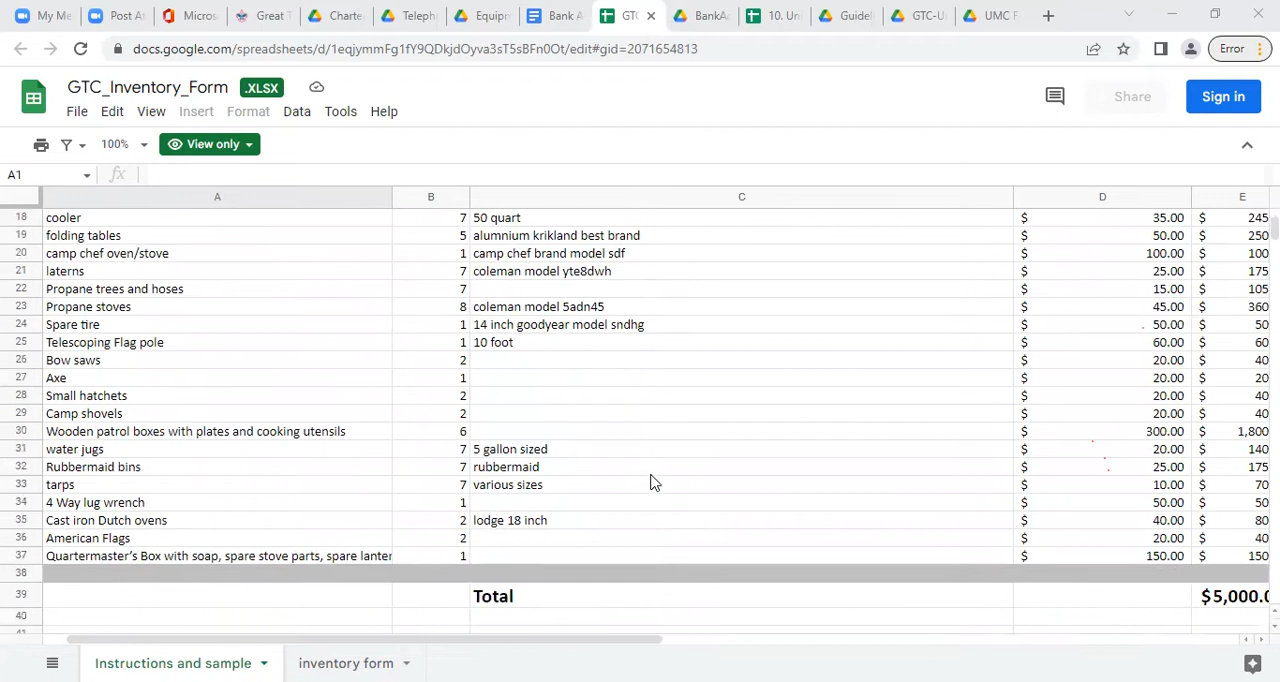 My Me
Post A
Micros
Great T
Charte
Teleph
Equipn
Bank A
GTC
BankA
10. Un
Guidel
GTC-U
UMC F
docs.google.com/spreadsheets/d/1eqjymmFg1fY9QDkjdOyva3sT5sBFn0Ot/edit#gid=2071654813
Error
GTC_Inventory_Form .XLSX
Share
Sign in
File Edit View Insert Format Data Tools Help
100% View only
A1 fx
A B C D E
18 cooler 7 50 quart $ 35.00 $ 245
19 folding tables 5 alumnium krikland best brand $ 50.00 $ 250
20 camp chef oven/stove 1 camp chef brand model sdf $ 100.00 $ 100
21 laterns 7 coleman model yte8dwh $ 25.00 $ 175
22 Propane trees and hoses 7 $ 15.00 $ 105
23 Propane stoves 8 coleman model 5adn45 $ 45.00 $ 360
24 Spare tire 1 14 inch goodyear model sndhg $ 50.00 $ 50
25 Telescoping Flag pole 1 10 foot $ 60.00 $ 60
26 Bow saws 2 $ 20.00 $ 40
27 Axe 1 $ 20.00 $ 20
28 Small hatchets 2 $ 20.00 $ 40
29 Camp shovels 2 $ 20.00 $ 40
30 Wooden patrol boxes with plates and cooking utensils 6 $ 300.00 $ 1,800
31 water jugs 7 5 gallon sized $ 20.00 $ 140
32 Rubbermaid bins 7 rubbermaid $ 25.00 $ 175
33 tarps 7 various sizes $ 10.00 $ 70
34 4 Way lug wrench 1 $ 50.00 $ 50
35 Cast iron Dutch ovens 2 lodge 18 inch $ 40.00 $ 80
36 American Flags 2 $ 20.00 $ 40
37 Quartermaster's Box with soap, spare stove parts, spare lanter 1 $ 150.00 $ 150
38
39 Total $5,000.0
40
41
Instructions and sample inventory form